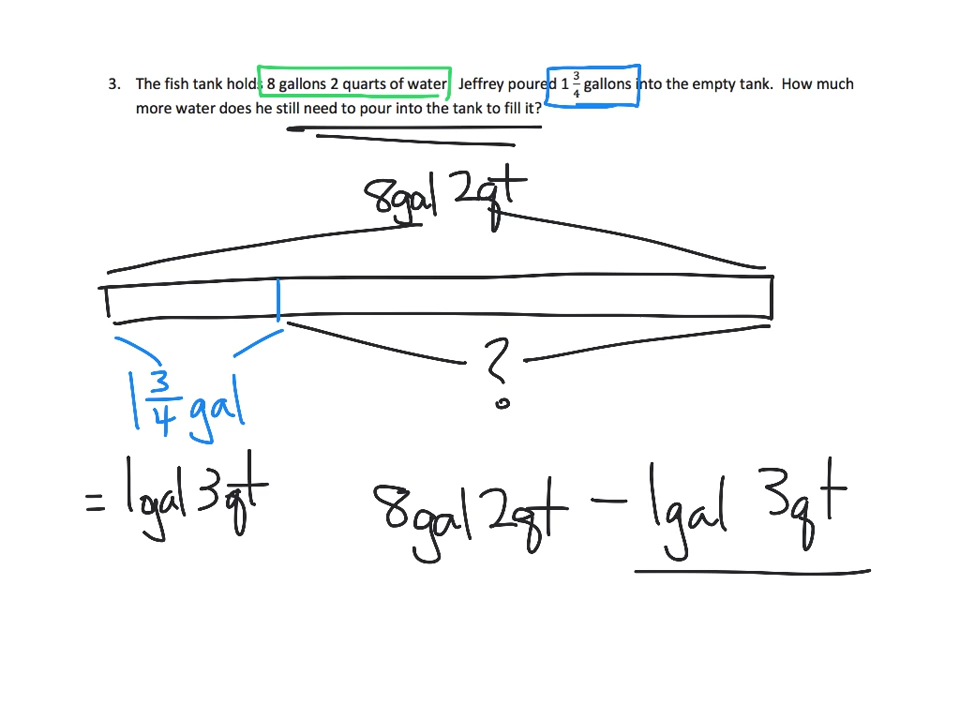 3. The fish tank holds 8 gallons 2 quarts of water. Jeffrey poured 1 3/4 gallons into the empty tank. How much
more water does he still need to pour into the tank to fill it?
8gal 2qt
?
1 3/4 gal
= 1gal 3qt
8gal 2qt - 1gal 3qt